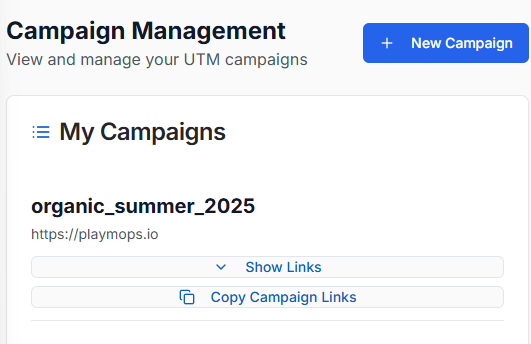 Campaign Management
View and manage your UTM campaigns
New Campaign
My Campaigns
organic_summer_2025
https://playmops.io
Show Links
Copy Campaign Links